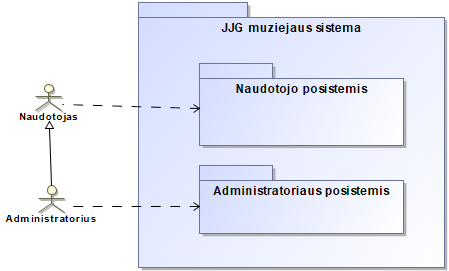 JJG muziejaus sistema
Naudotojo posistemis
Naudotojas
Administratoriaus posistemis
Administratorius